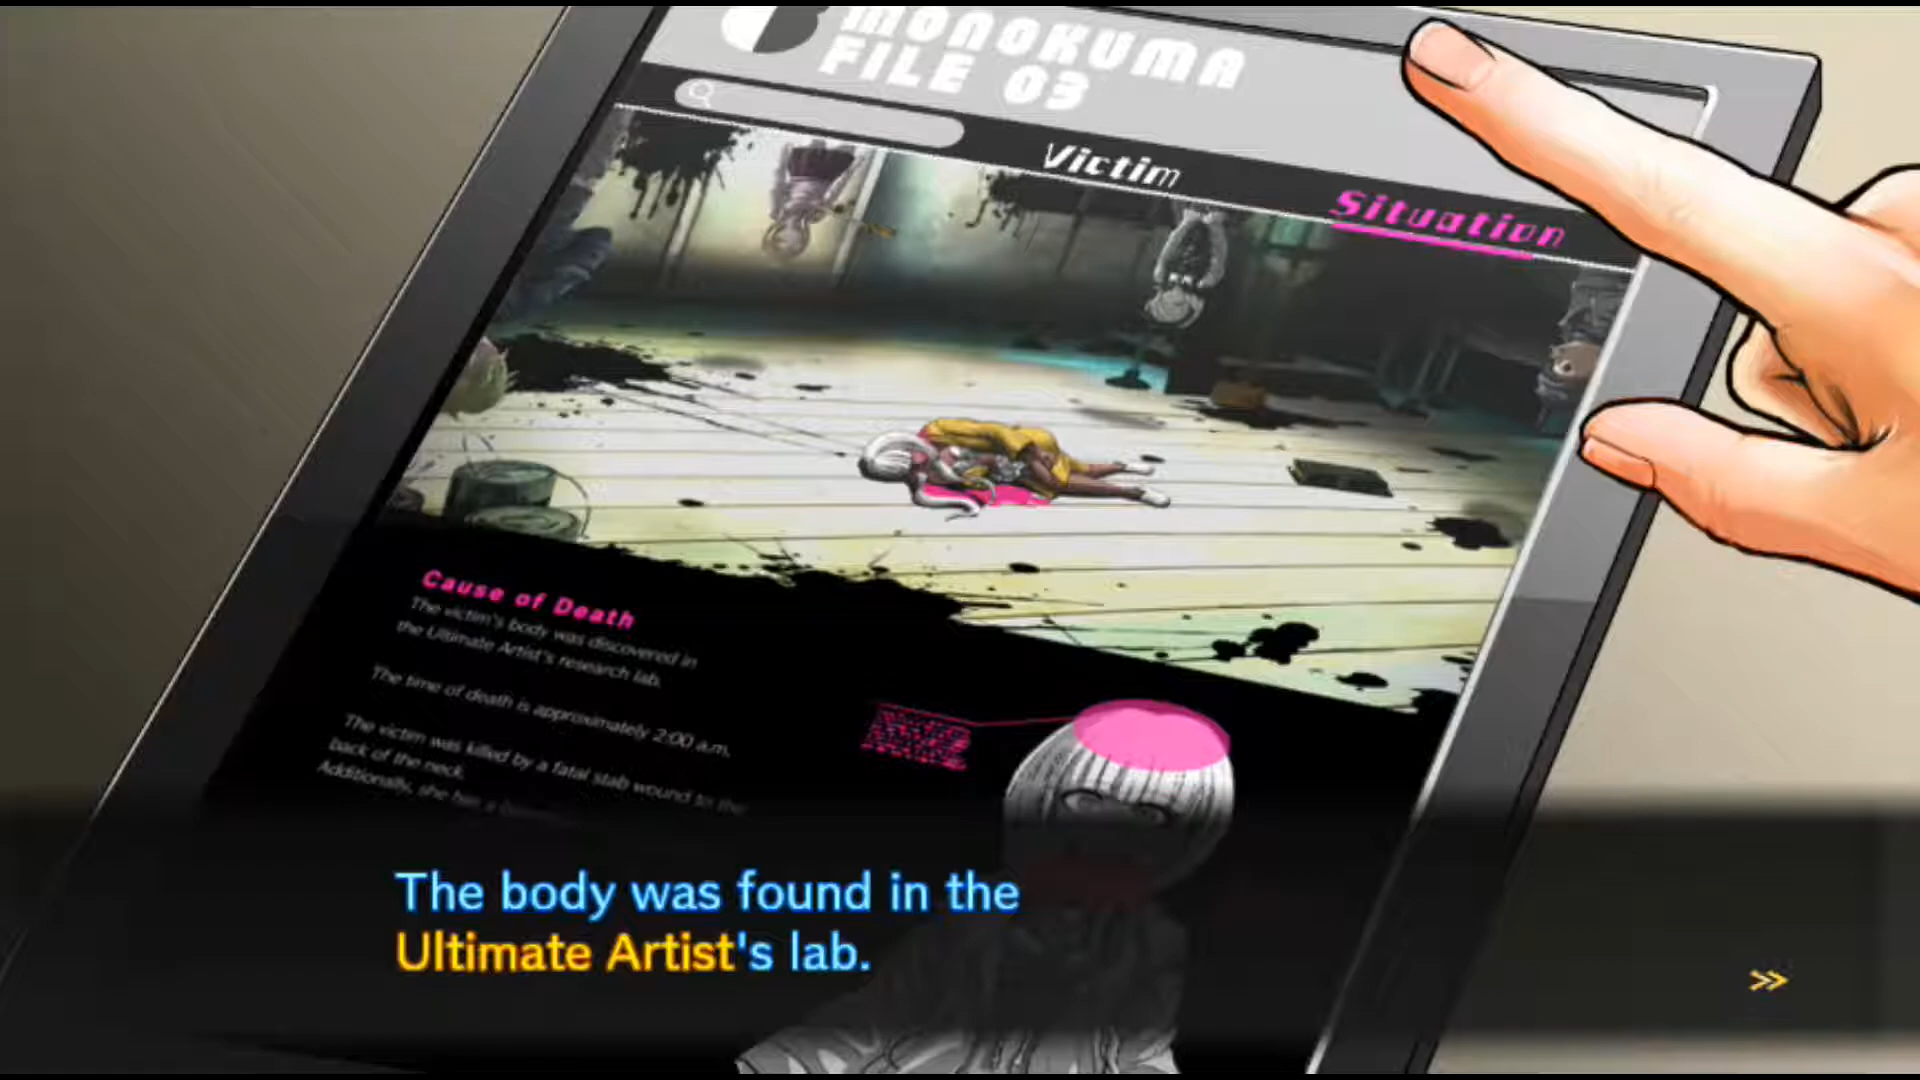 MONOKUMA
FILE 03
Victim
Situation
Cause of Death
The victim's body was discovered in
the Ultimate Artist's research lab.
The time of death is approximately 2:00 a.m.
The victim was killed by a fatal stab wound to the
back of the neck.
Additionally, she has a
The body was found in the
Ultimate Artist's lab.